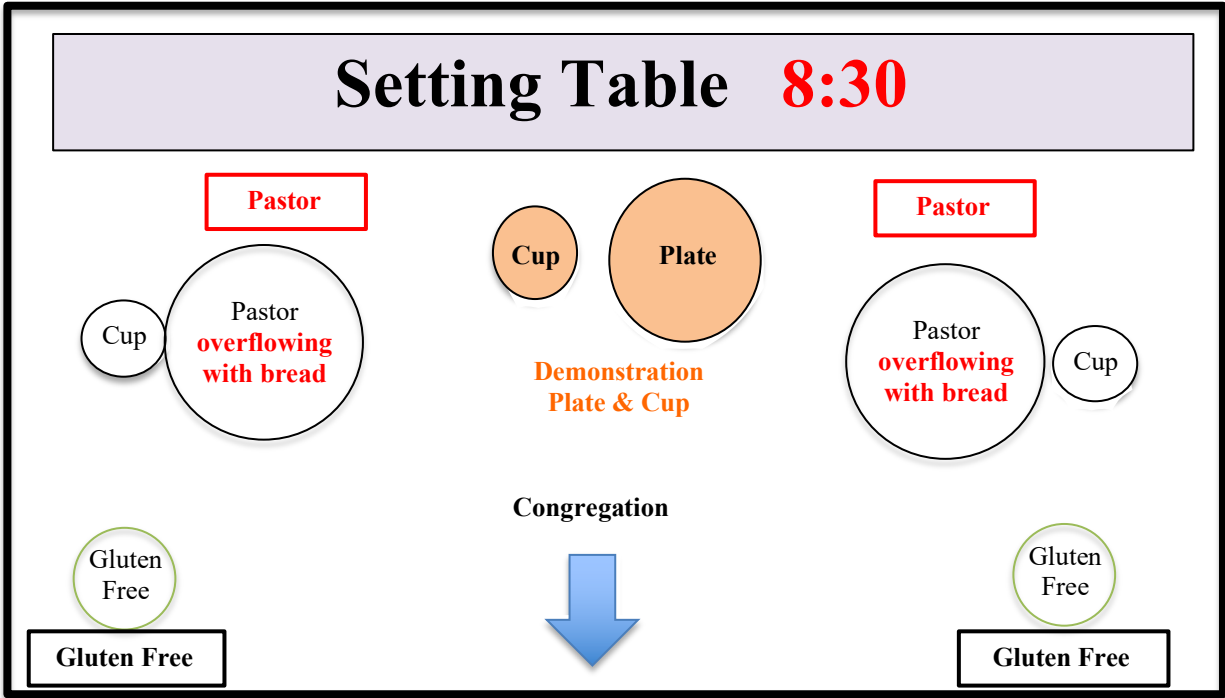 Setting Table 8:30
Pastor
Pastor
Cup
Plate
Cup
Pastor
overflowing
with bread
Demonstration
Plate & Cup
Pastor
overflowing
with bread
Cup
Congregation
Gluten
Free
Gluten Free
Gluten
Free
Gluten Free